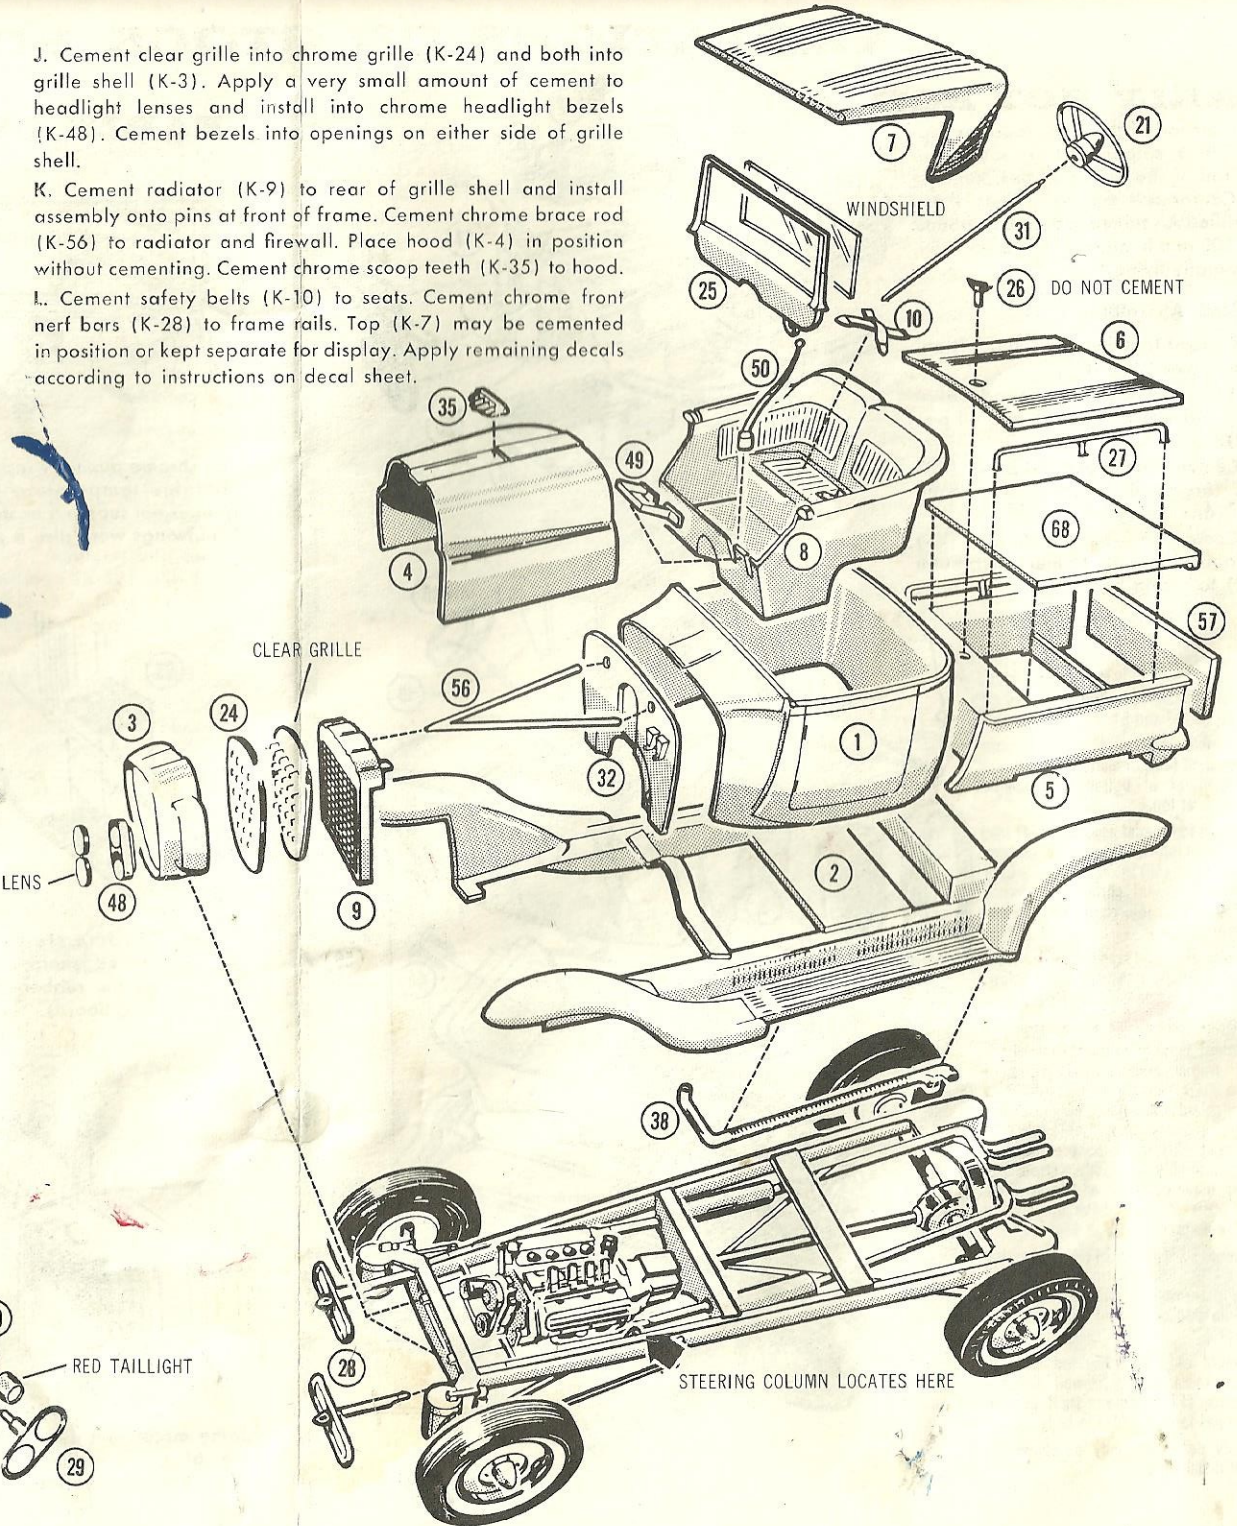 J. Cement clear grille into chrome grille (K-24) and both into
grille shell (K-3). Apply a very small amount of cement to
headlight lenses and install into chrome headlight bezels
(K-48). Cement bezels into openings on either side of grille
shell.
K. Cement radiator (K-9) to rear of grille shell and install
assembly onto pins at front of frame. Cement chrome brace rod
(K-56) to radiator and firewall. Place hood (K-4) in position
without cementing. Cement chrome scoop teeth (K-35) to hood.
L. Cement safety belts (K-10) to seats. Cement chrome front
nerf bars (K-28) to frame rails. Top (K-7) may be cemented
in position or kept separate for display. Apply remaining decals
according to instructions on decal sheet.
7
21
WINDSHIELD
31
25
26 DO NOT CEMENT
10
6
50
35
27
49
68
8
4
57
CLEAR GRILLE
56
3
24
1
32
5
2
LENS
48
9
38
28
RED TAILLIGHT
STEERING COLUMN LOCATES HERE
29